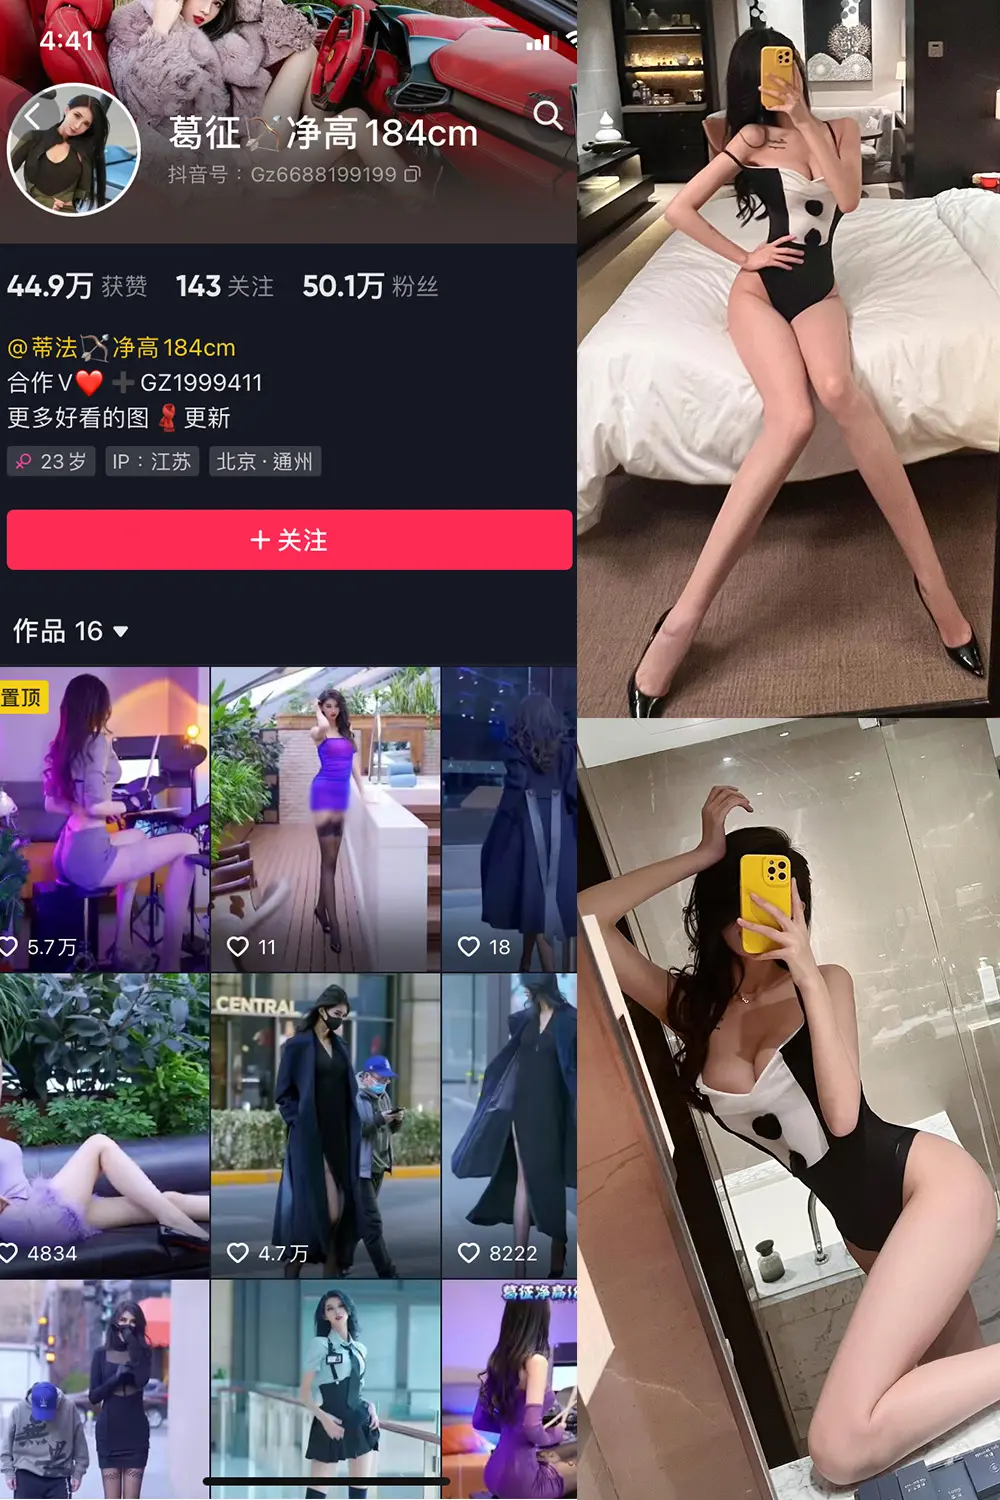 4:41
葛征🏹净高184cm
抖音号：Gz6688199199
44.9万 获赞 143 关注 50.1万 粉丝
@蒂法🏹净高184cm
合作V❤️➕GZ1999411
更多好看的图🧣更新
♀ 23岁 IP：江苏 北京·通州
+ 关注
作品 16
置顶
5.7万 11 18
CENTRAL
4834 4.7万 8222
葛征净高